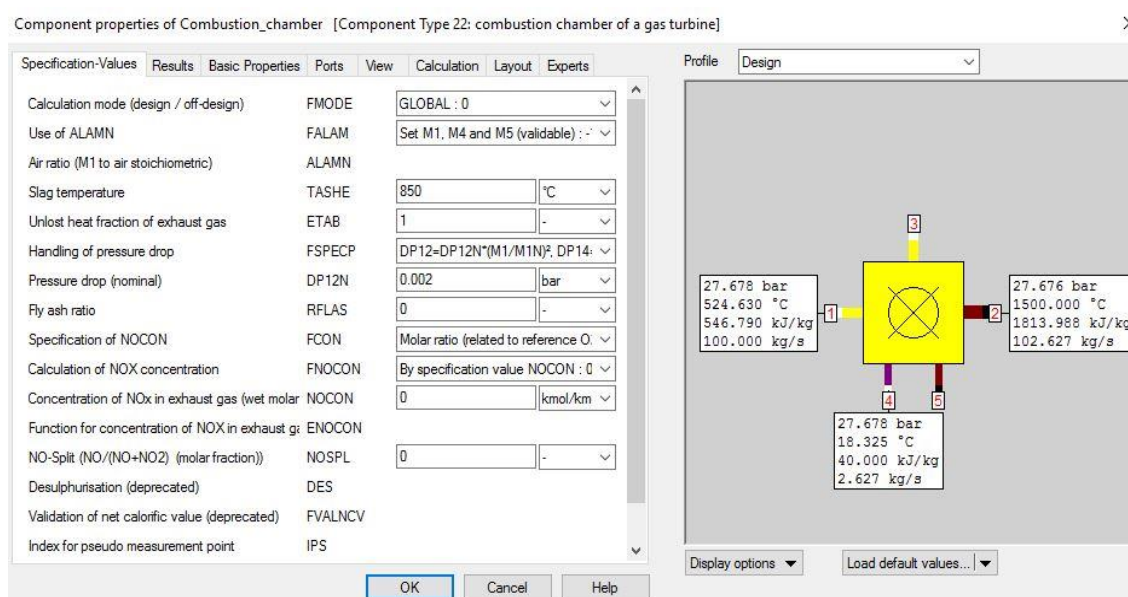 Component properties of Combustion_chamber [Component Type 22: combustion chamber of a gas turbine]
Specification-Values Results Basic Properties Ports View Calculation Layout Experts
Calculation mode (design / off-design) FMODE GLOBAL : 0
Use of ALAMN FALAM Set M1, M4 and M5 (validable) : -
Air ratio (M1 to air stoichiometric) ALAMN
Slag temperature TASHE 850 °C
Unlost heat fraction of exhaust gas ETAB 1 -
Handling of pressure drop FSPECP DP12=DP12N*(M1/M1N)², DP14=
Pressure drop (nominal) DP12N 0.002 bar
Fly ash ratio RFLAS 0 -
Specification of NOCON FCON Molar ratio (related to reference O
Calculation of NOX concentration FNOCON By specification value NOCON : 0
Concentration of NOx in exhaust gas (wet molar NOCON 0 kmol/km
Function for concentration of NOX in exhaust ga ENOCON
NO-Split (NO/(NO+NO2) (molar fraction)) NOSPL 0 -
Desulphurisation (deprecated) DES
Validation of net calorific value (deprecated) FVALNCV
Index for pseudo measurement point IPS
OK Cancel Help
Profile Design
3
27.678 bar
524.630 °C
546.790 kJ/kg
100.000 kg/s
1
2
27.676 bar
1500.000 °C
1813.988 kJ/kg
102.627 kg/s
4 5
27.678 bar
18.325 °C
40.000 kJ/kg
2.627 kg/s
Display options Load default values...